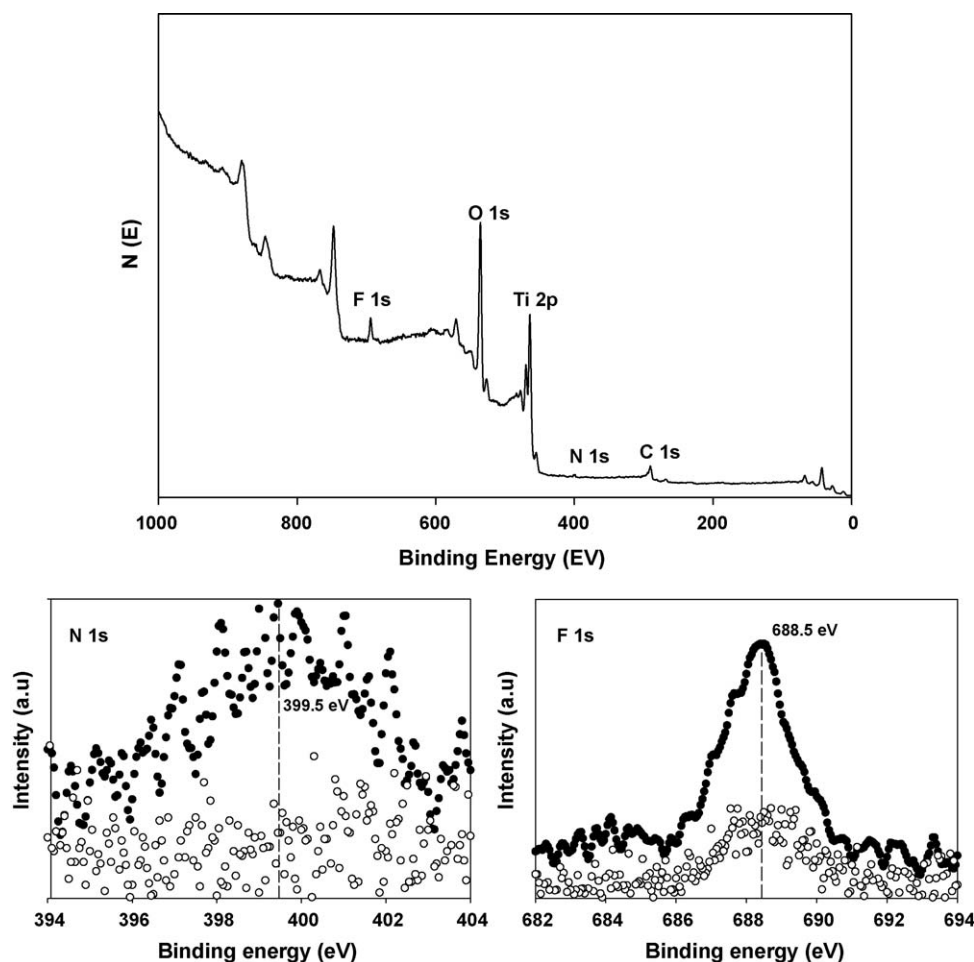 N (E)
O 1s
Ti 2p
F 1s
N 1s
C 1s
1000 800 600 400 200 0
Binding Energy (EV)
N 1s
399.5 eV
Intensity (a.u)
394 396 398 400 402 404
Binding energy (eV)
F 1s
688.5 eV
Intensity (a.u)
682 684 686 688 690 692 694
Binding energy (eV)